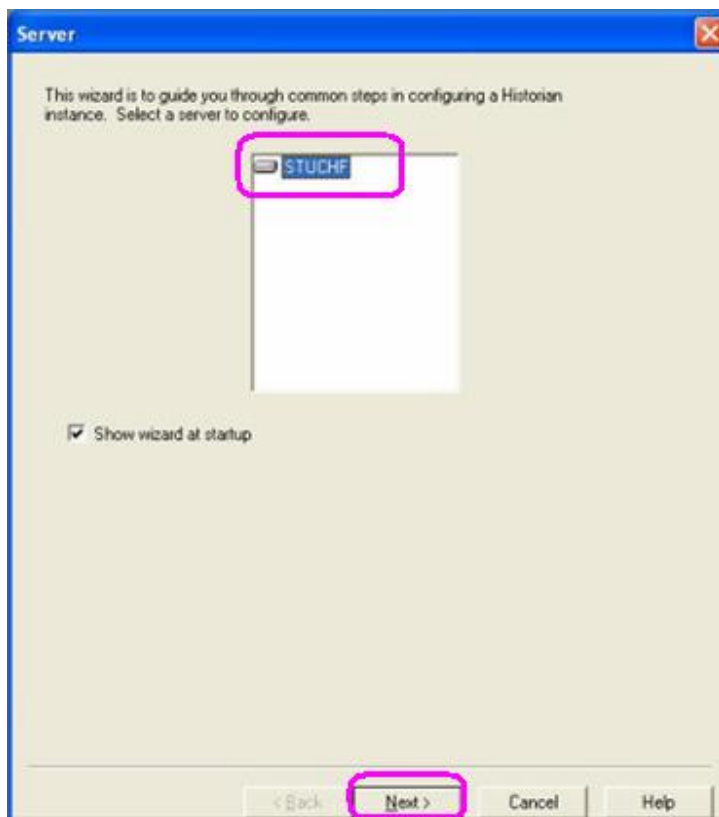 Server
This wizard is to guide you through common steps in configuring a Historian
instance. Select a server to configure.
STUCHF
Show wizard at startup
< Back Next > Cancel Help